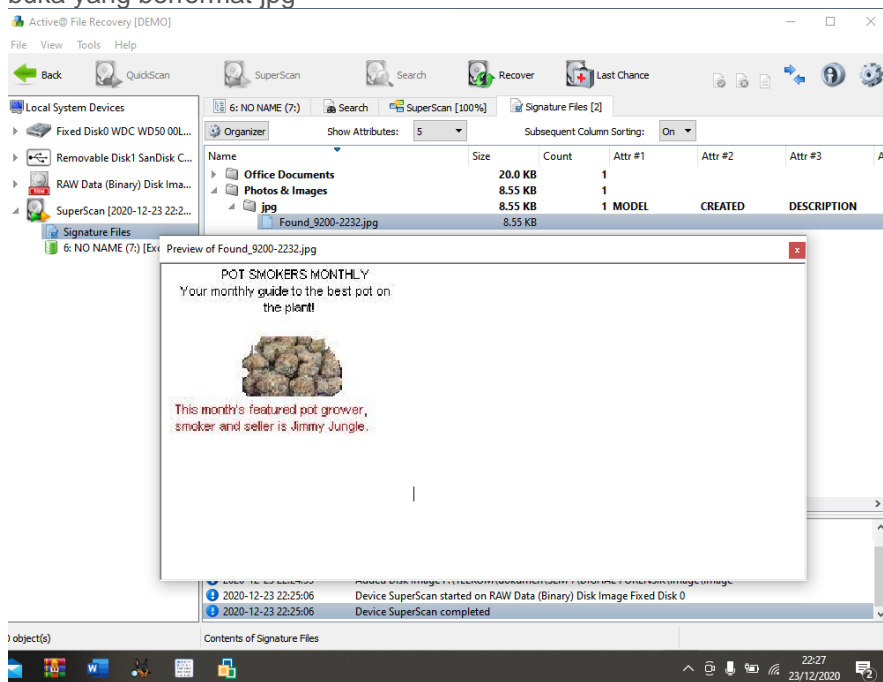 buka yang berformat jpg
Active@ File Recovery [DEMO]
File View Tools Help
Back QuickScan SuperScan Search Recover Last Chance
Local System Devices
6: NO NAME (7:) Search SuperScan [100%] Signature Files [2]
Fixed Disk0 WDC WD50 00L...
Organizer Show Attributes: 5 Subsequent Column Sorting: On
Removable Disk1 SanDisk C...
Name Size Count Attr #1 Attr #2 Attr #3 A
RAW Data (Binary) Disk Ima...
Office Documents 20.0 KB 1
Photos & Images 8.55 KB 1
SuperScan [2020-12-23 22:2...
jpg 8.55 KB 1 MODEL CREATED DESCRIPTION
Signature Files
Found_9200-2232.jpg 8.55 KB
6: NO NAME (7:) [Ex
Preview of Found_9200-2232.jpg x
POT SMOKERS MONTHLY
Your monthly guide to the best pot on
the plant!
This month's featured pot grower,
smoker and seller is Jimmy Jungle.
2020-12-23 22:25:06 Device SuperScan started on RAW Data (Binary) Disk Image Fixed Disk 0
2020-12-23 22:25:06 Device SuperScan completed
object(s) Contents of Signature Files
22:27
23/12/2020
2